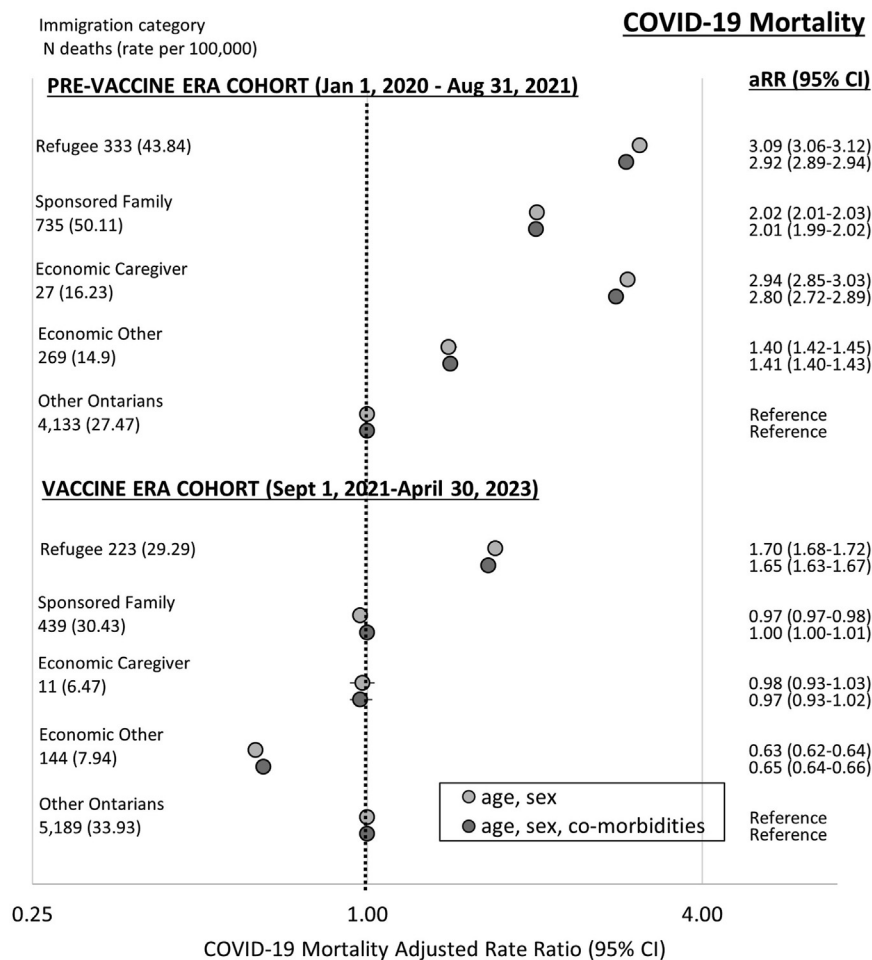 Immigration category
N deaths (rate per 100,000)
COVID-19 Mortality
PRE-VACCINE ERA COHORT (Jan 1, 2020 - Aug 31, 2021)
aRR (95% CI)
Refugee 333 (43.84)
3.09 (3.06-3.12)
2.92 (2.89-2.94)
Sponsored Family
735 (50.11)
2.02 (2.01-2.03)
2.01 (1.99-2.02)
Economic Caregiver
27 (16.23)
2.94 (2.85-3.03)
2.80 (2.72-2.89)
Economic Other
269 (14.9)
1.40 (1.42-1.45)
1.41 (1.40-1.43)
Other Ontarians
4,133 (27.47)
Reference
Reference
VACCINE ERA COHORT (Sept 1, 2021-April 30, 2023)
Refugee 223 (29.29)
1.70 (1.68-1.72)
1.65 (1.63-1.67)
Sponsored Family
439 (30.43)
0.97 (0.97-0.98)
1.00 (1.00-1.01)
Economic Caregiver
11 (6.47)
0.98 (0.93-1.03)
0.97 (0.93-1.02)
Economic Other
144 (7.94)
0.63 (0.62-0.64)
0.65 (0.64-0.66)
Other Ontarians
5,189 (33.93)
Reference
Reference
age, sex
age, sex, co-morbidities
0.25
1.00
4.00
COVID-19 Mortality Adjusted Rate Ratio (95% CI)